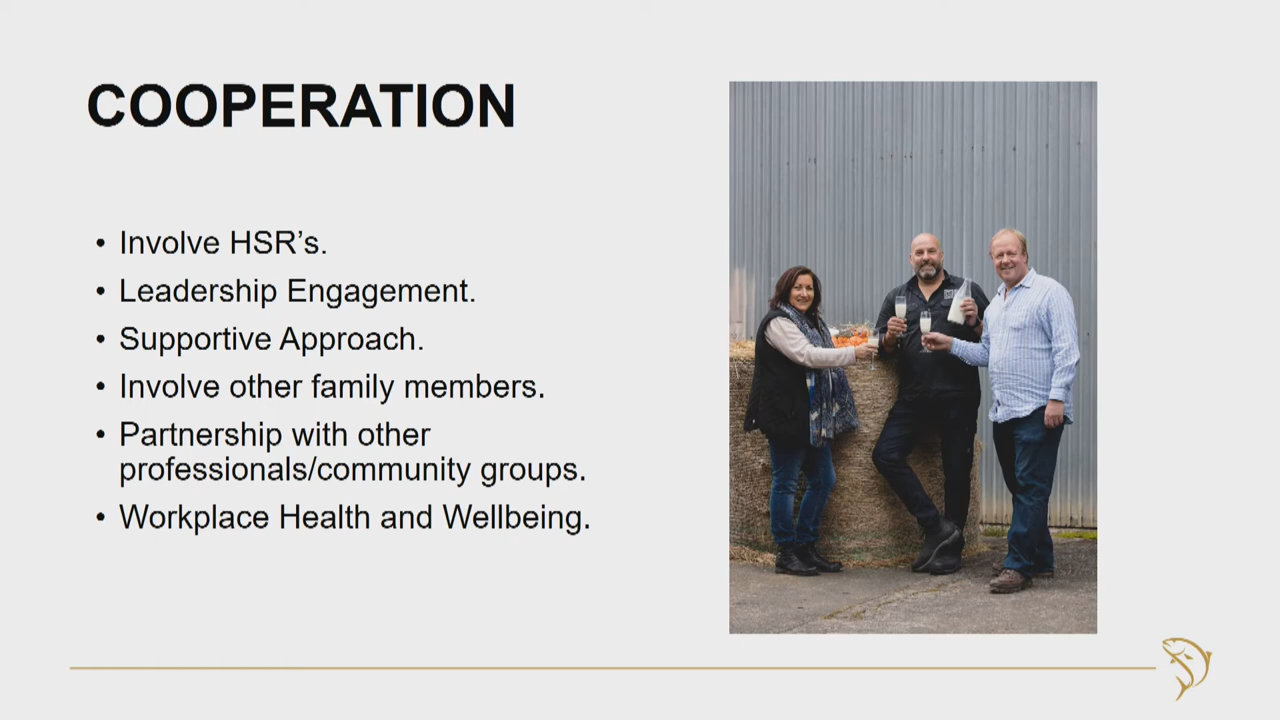 COOPERATION
• Involve HSR’s.
• Leadership Engagement.
• Supportive Approach.
• Involve other family members.
• Partnership with other
professionals/community groups.
• Workplace Health and Wellbeing.